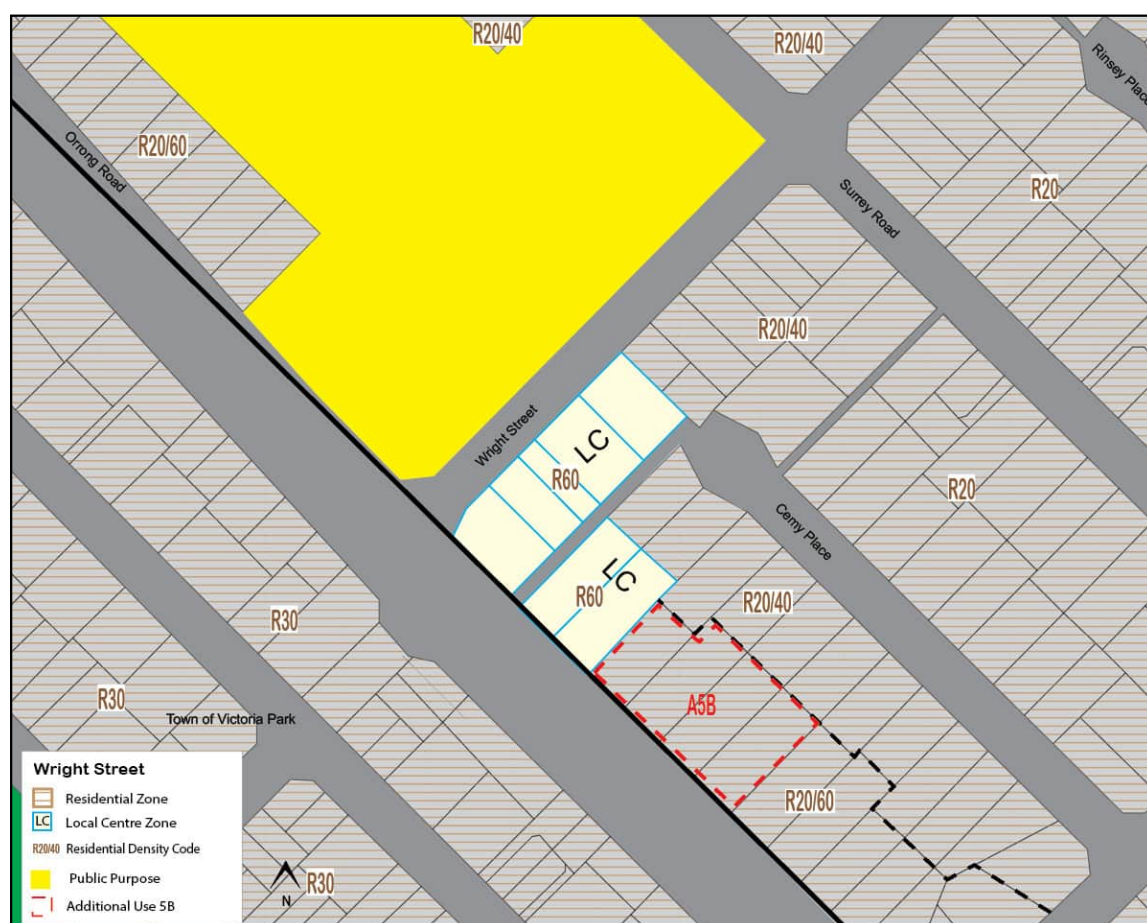 R20/40
R20/40
Rinsey Place
Orrong Road
R20/60
R20
Surrey Road
R20/40
Wright Street
LC
R60
R20
Cemy Place
LC
R60
R20/40
R30
A5B
R30
Town of Victoria Park
R20/60
R30
N
Wright Street
Residential Zone
LC Local Centre Zone
R20/40 Residential Density Code
Public Purpose
Additional Use 5B